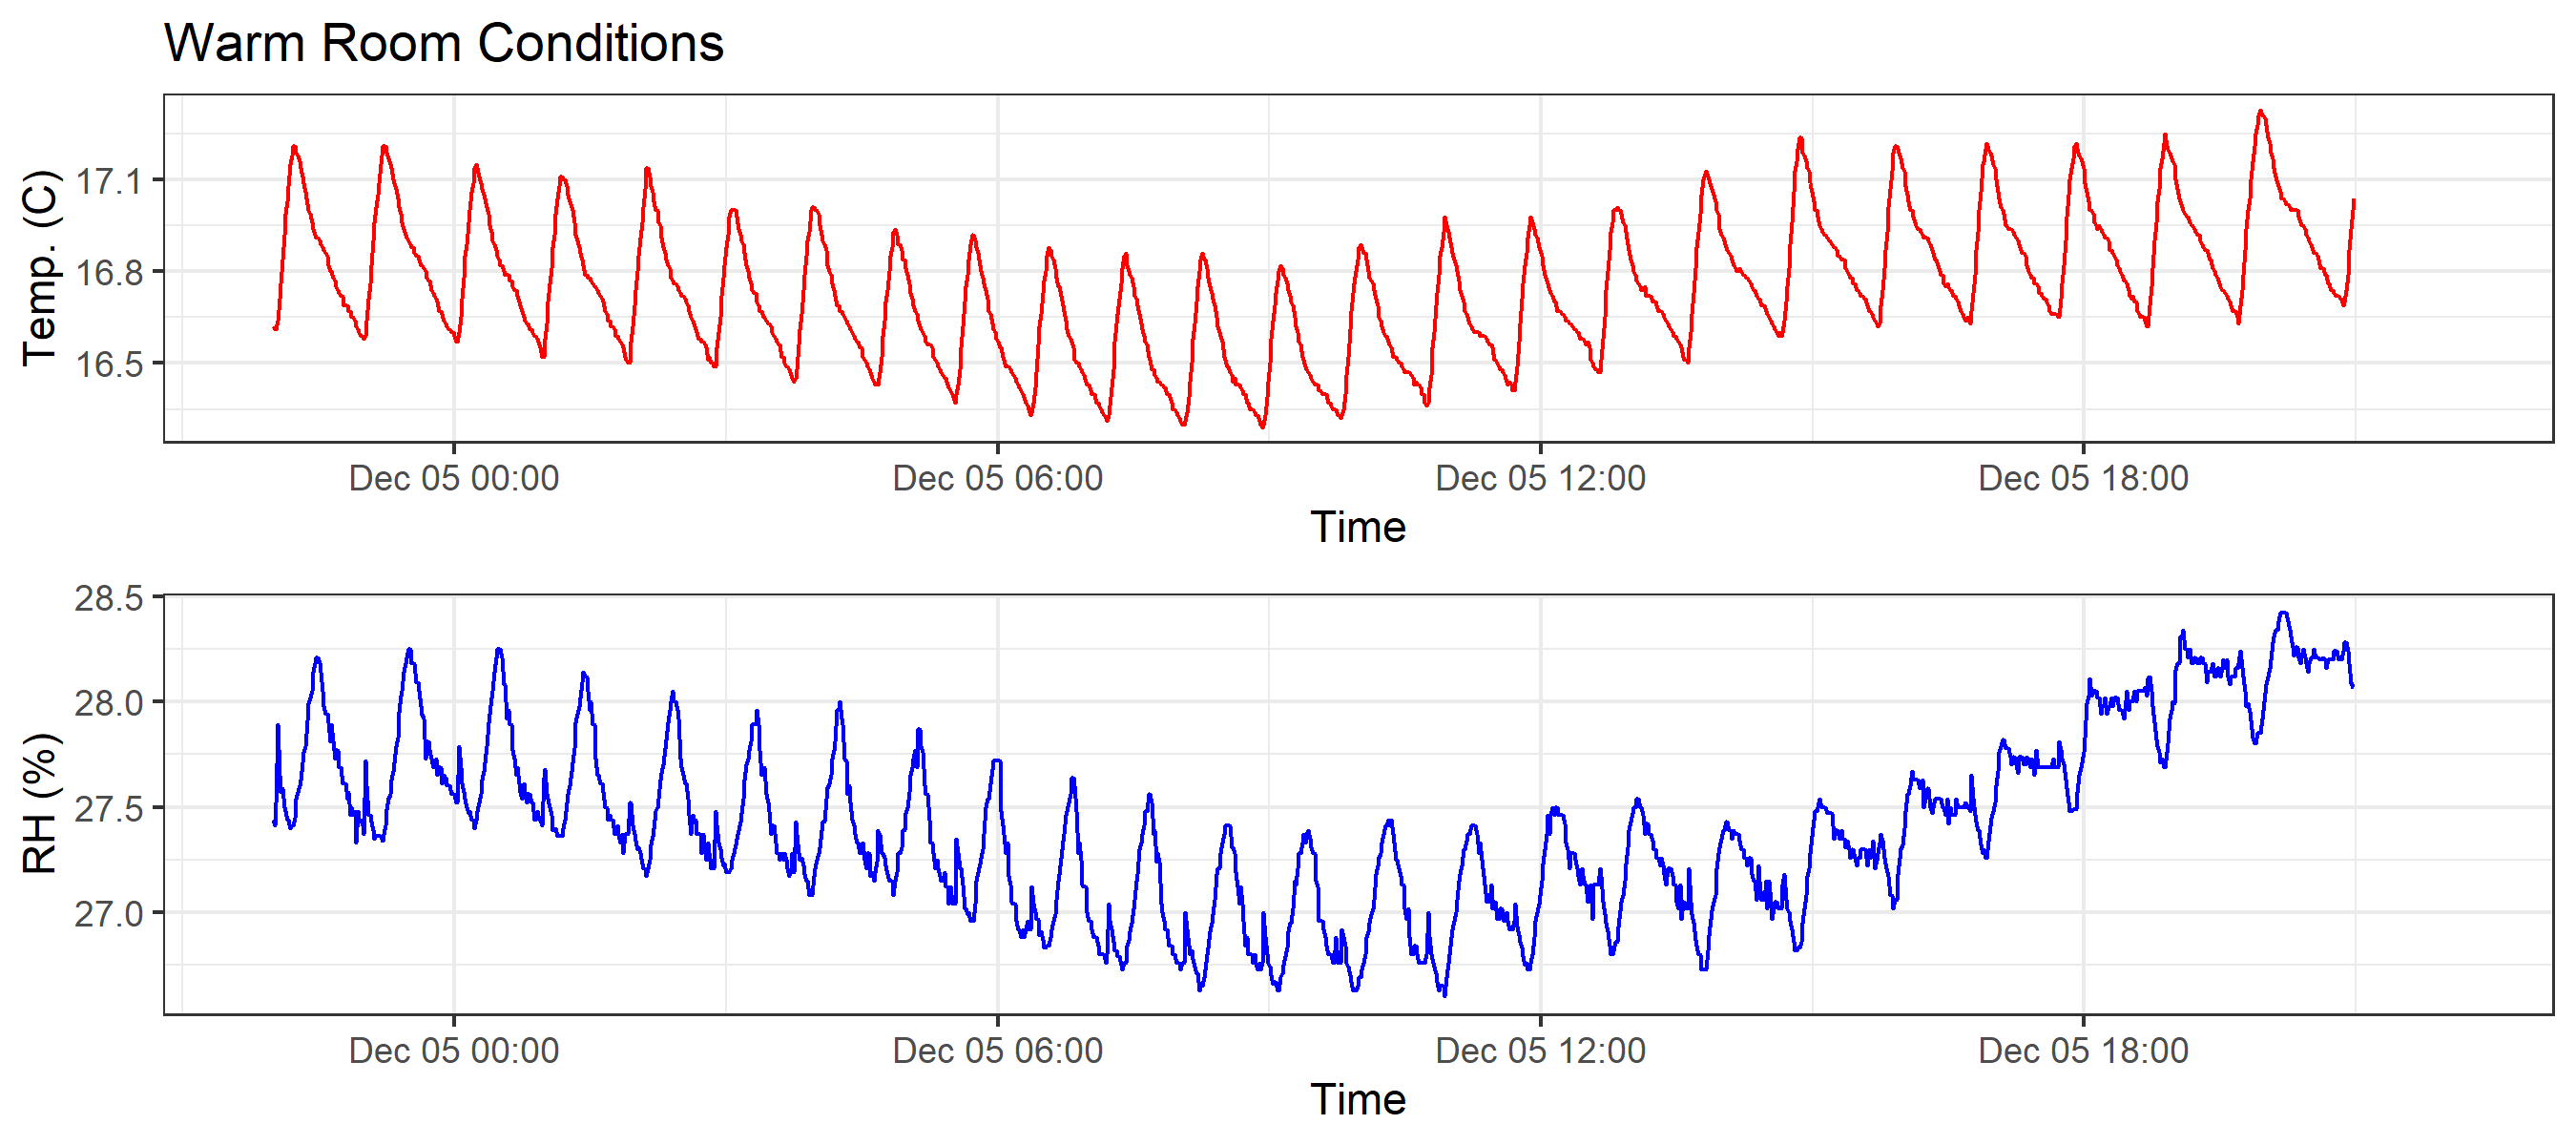 Warm Room Conditions
Temp. (C)
17.1
16.8
16.5
Dec 05 00:00 Dec 05 06:00 Dec 05 12:00 Dec 05 18:00
Time
RH (%)
28.5
28.0
27.5
27.0
Dec 05 00:00 Dec 05 06:00 Dec 05 12:00 Dec 05 18:00
Time